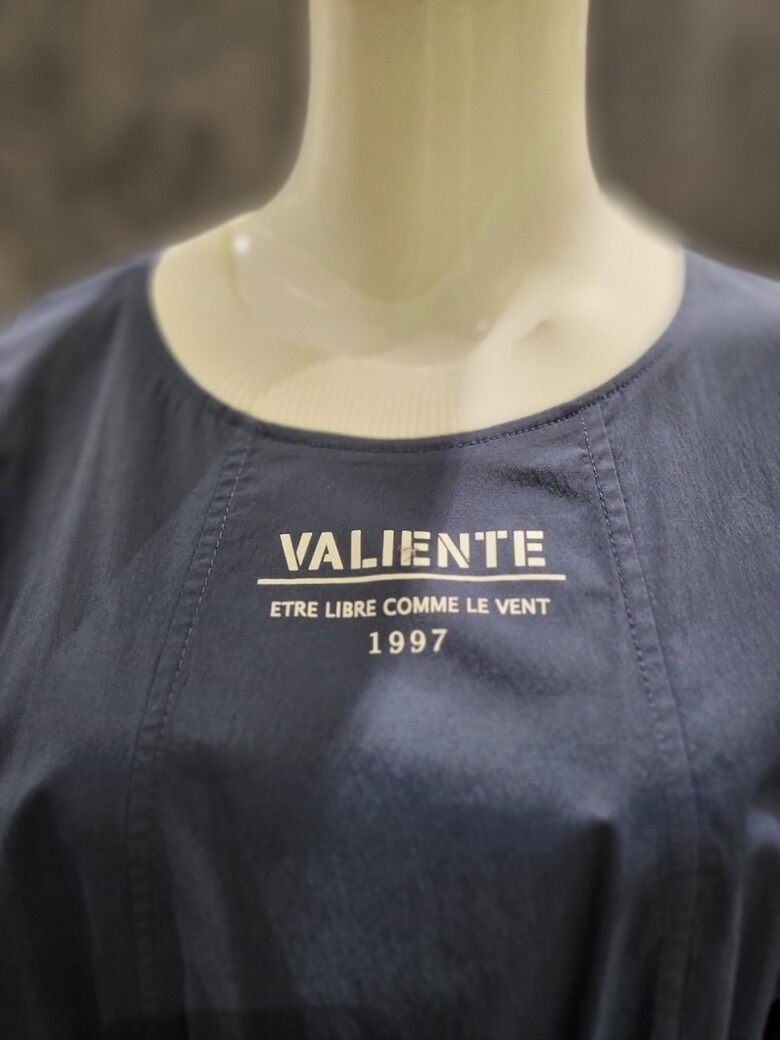 VALIENTE
ETRE LIBRE COMME LE VENT
1997